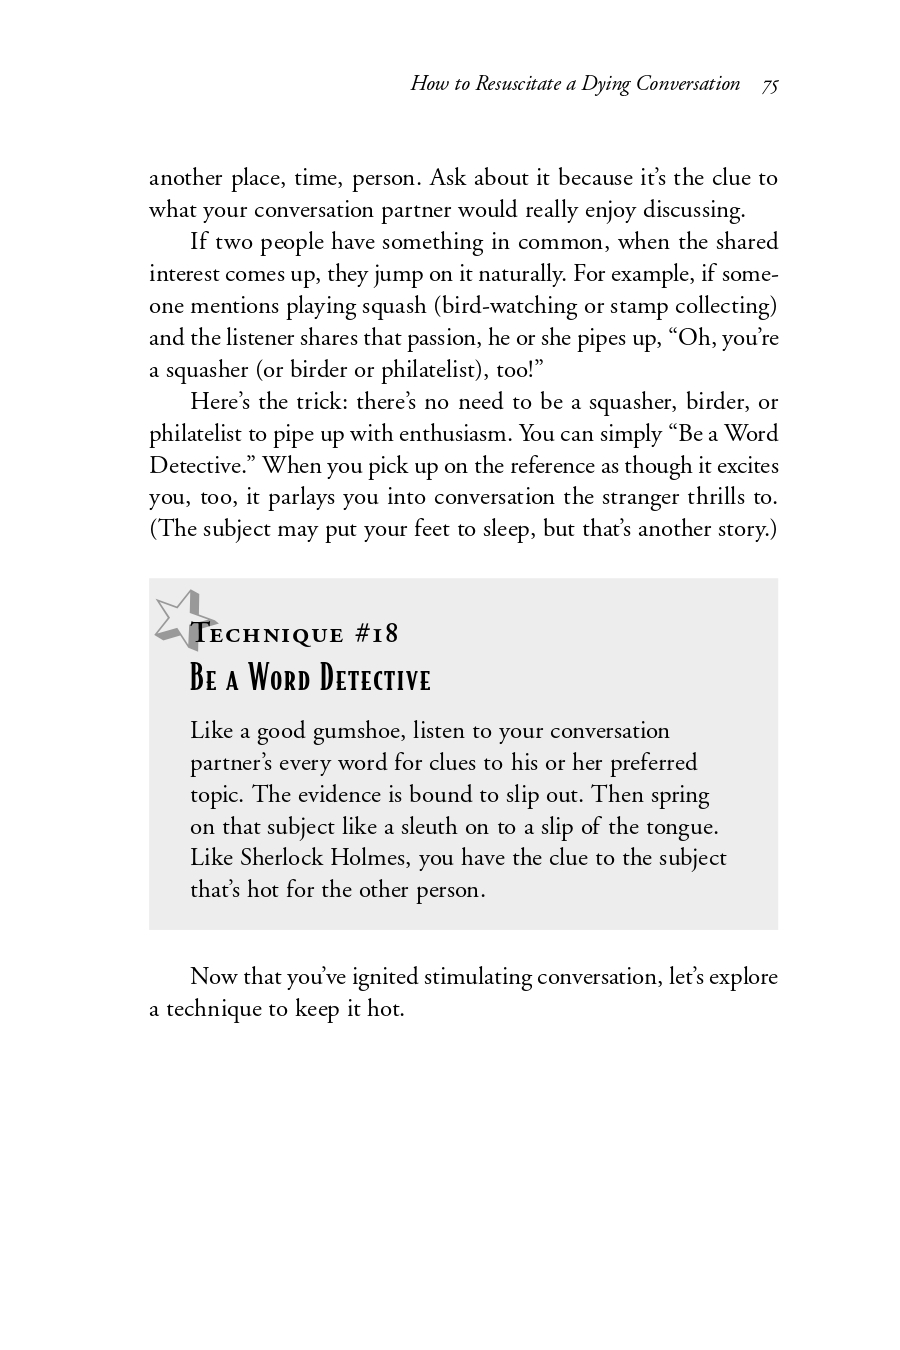 How to Resuscitate a Dying Conversation 75
another place, time, person. Ask about it because it’s the clue to
what your conversation partner would really enjoy discussing.
If two people have something in common, when the shared
interest comes up, they jump on it naturally. For example, if some-
one mentions playing squash (bird-watching or stamp collecting)
and the listener shares that passion, he or she pipes up, “Oh, you’re
a squasher (or birder or philatelist), too!”
Here’s the trick: there’s no need to be a squasher, birder, or
philatelist to pipe up with enthusiasm. You can simply “Be a Word
Detective.” When you pick up on the reference as though it excites
you, too, it parlays you into conversation the stranger thrills to.
(The subject may put your feet to sleep, but that’s another story.)
Technique #18
Be a Word Detective
Like a good gumshoe, listen to your conversation
partner’s every word for clues to his or her preferred
topic. The evidence is bound to slip out. Then spring
on that subject like a sleuth on to a slip of the tongue.
Like Sherlock Holmes, you have the clue to the subject
that’s hot for the other person.
Now that you’ve ignited stimulating conversation, let’s explore
a technique to keep it hot.